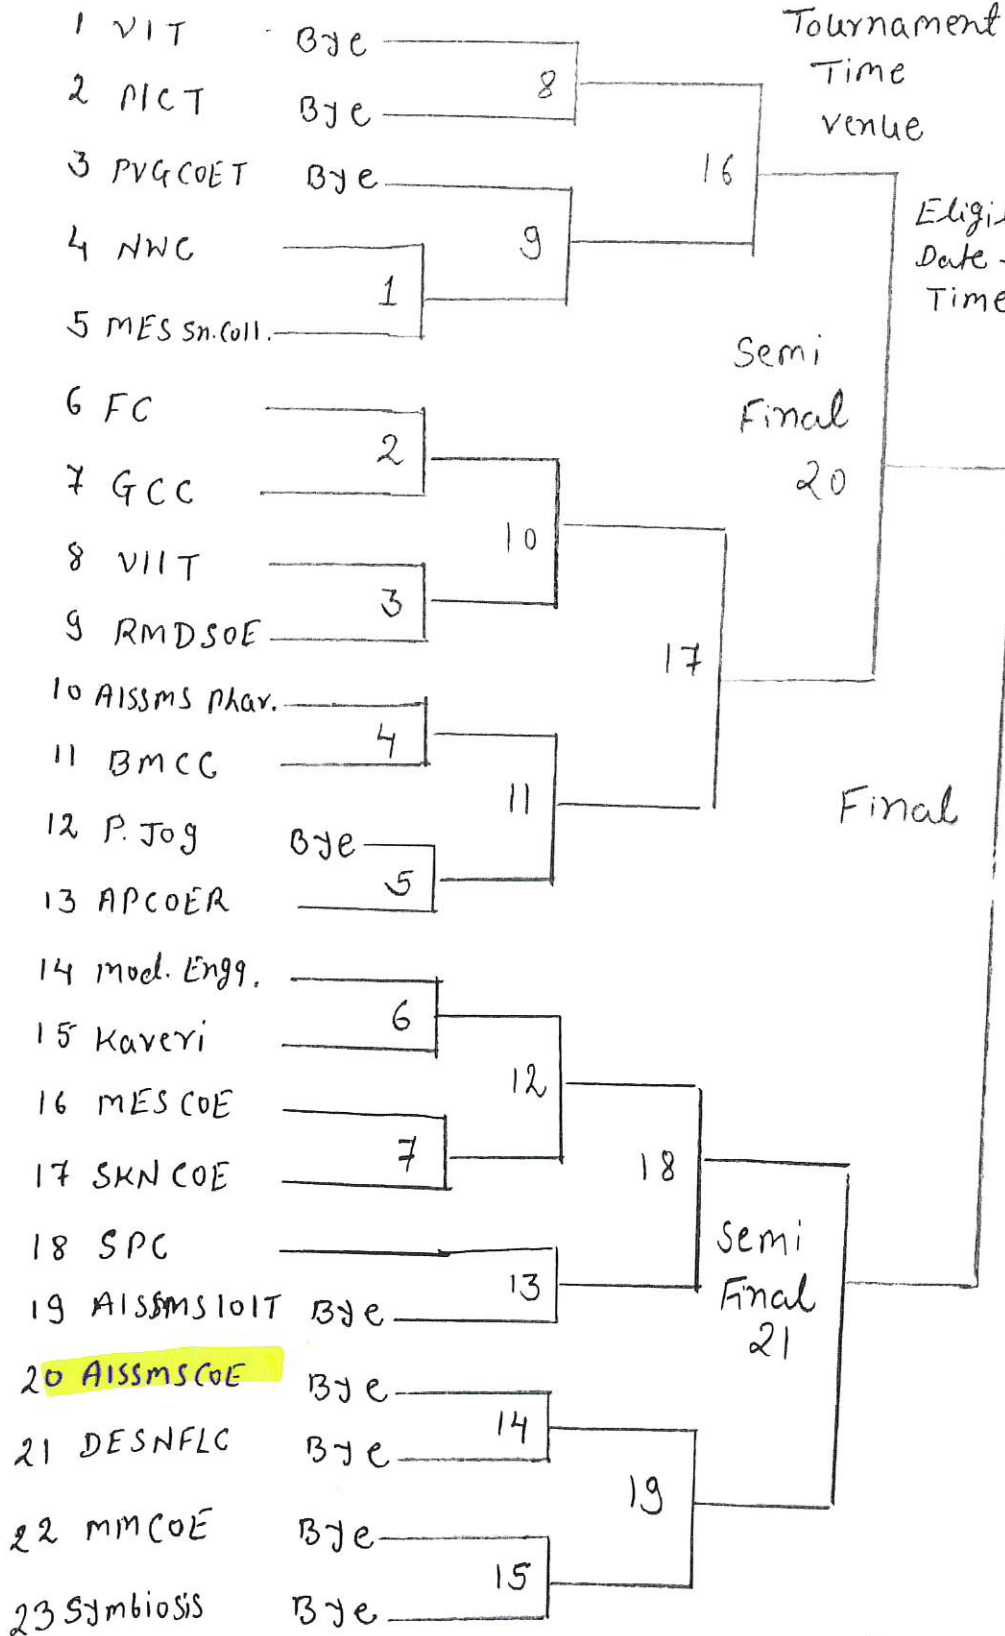 1 VIT Bye
Tournament
Time
venue
8
2 PICT Bye
3 PVGCOET Bye
16
9
4 NWC
1
5 MES Sn. Coll.
Date
Time
Semi
Final
20
6 FC
2
7 GCC
10
8 VIIT
3
9 RMDSOE
17
10 AISSMS Phar.
4
11 BMCC
11
Final
12 P. Jog Bye
5
13 APCOER
14 Mod. Engg.
6
15 Kaveri
12
16 MES COE
7
17 SKN COE
18
18 SPC
13
Semi
Final
21
19 AISSMS IOIT Bye
20 AISSMS COE Bye
14
21 DESNFLC Bye
19
22 MMCOE Bye
15
23 Symbiosis Bye